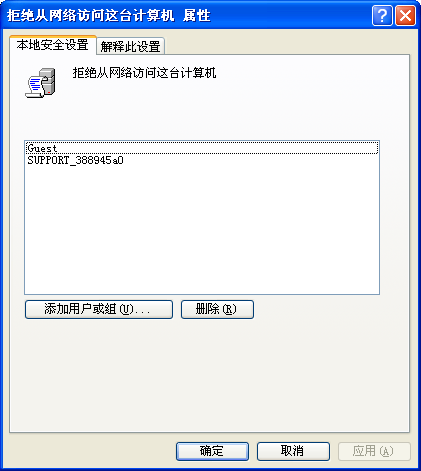 拒绝从网络访问这台计算机 属性
本地安全设置
解释此设置
拒绝从网络访问这台计算机
Guest
SUPPORT_388945a0
添加用户或组(U)...
删除(R)
确定
取消
应用(A)